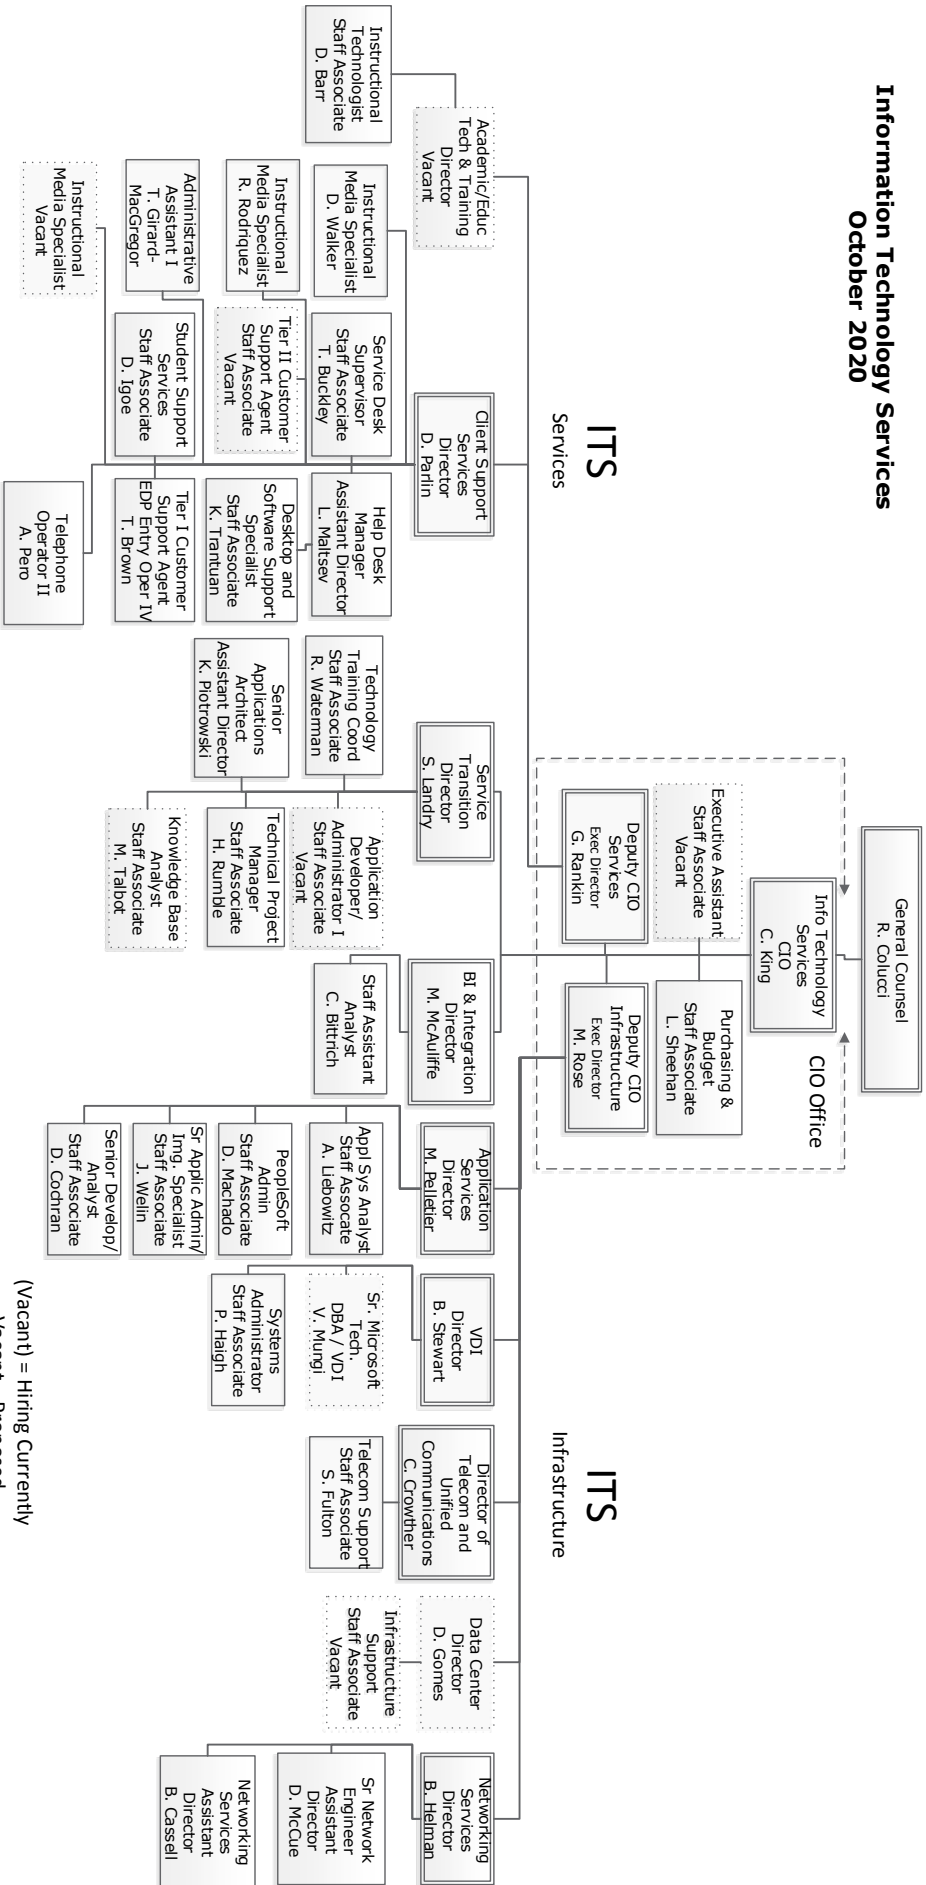 Information Technology Services
October 2020
General Counsel
R. Colucci
CIO Office
Info Technology
Services
CIO
C. King
Executive Assistant
Staff Associate
Vacant
Purchasing &
Budget
Staff Associate
L. Sheehan
Deputy CIO
Services
Exec Director
G. Rankin
Deputy CIO
Infrastructure
Exec Director
M. Rose
ITS
Services
ITS
Infrastructure
Academic/Educ
Tech & Training
Director
Vacant
Instructional
Technologist
Staff Associate
D. Barr
Client Support
Services
Director
D. Parlin
Instructional
Media Specialist
D. Walker
Service Desk
Supervisor
Staff Associate
T. Buckley
Help Desk
Manager
Assistant Director
L. Maltsev
Instructional
Media Specialist
R. Rodriquez
Tier II Customer
Support Agent
Staff Associate
Vacant
Desktop and
Software Support
Specialist
Staff Associate
K. Trantuan
Administrative
Assistant I
T. Girard-
MacGregor
Student Support
Services
Staff Associate
D. Igoe
Tier I Customer
Support Agent
EDP Entry Oper IV
T. Brown
Instructional
Media Specialist
Vacant
Telephone
Operator II
A. Pero
Service
Transition
Director
S. Landry
Technology
Training Coord
Staff Associate
R. Waterman
Application
Developer/
Administrator I
Staff Associate
Vacant
Senior
Applications
Architect
Assistant Director
K. Piotrowski
Technical Project
Manager
Staff Associate
H. Rumble
Knowledge Base
Analyst
Staff Associate
M. Talbot
BI & Integration
Director
M. McAuliffe
Staff Assistant
Analyst
C. Bittrich
Application
Services
Director
M. Pelletier
Appl Sys Analyst
Staff Assocate
A. Liebowitz
PeopleSoft
Admin
Staff Associate
D. Machado
Sr Applic Admin/
Img. Specialist
Staff Associate
J. Welin
Senior Develop/
Analyst
Staff Associate
D. Cochran
VDI
Director
B. Stewart
Sr. Microsoft
Tech.
DBA / VDI
V. Mungi
Systems
Administrator
Staff Associate
P. Haigh
Director of
Telecom and
Unified
Communications
C. Crowther
Telecom Support
Staff Associate
S. Fulton
Data Center
Director
D. Gomes
Infrastructure
Support
Staff Associate
Vacant
Networking
Services
Director
B. Helman
Sr Network
Engineer
Assistant
Director
D. McCue
Networking
Services
Assistant
Director
B. Cassell
(Vacant) = Hiring Currently